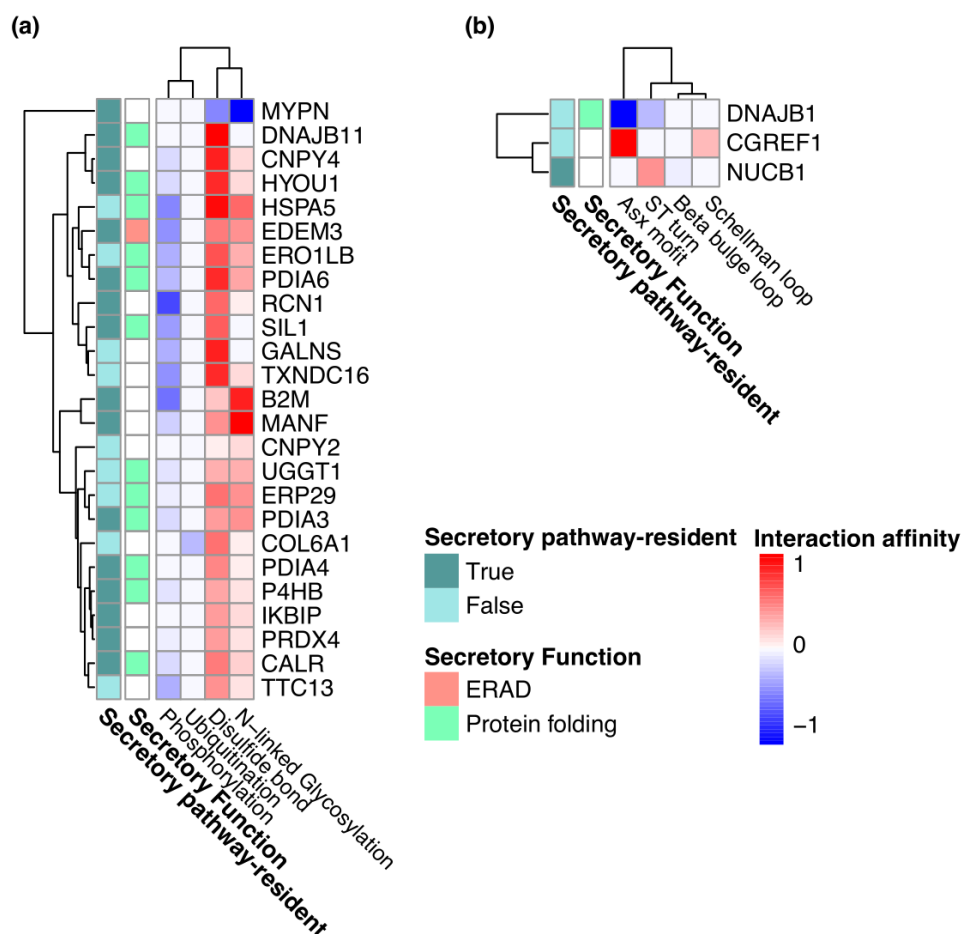 (a)
MYPN
DNAJB11
CNPY4
HYOU1
HSPA5
EDEM3
ERO1LB
PDIA6
RCN1
SIL1
GALNS
TXNDC16
B2M
MANF
CNPY2
UGGT1
ERP29
PDIA3
COL6A1
PDIA4
P4HB
IKBIP
PRDX4
CALR
TTC13
Secretory pathway-resident
Secretory Function
Phosphorylation
Ubiquitination
Disulfide bond
N-linked Glycosylation
(b)
DNAJB1
CGREF1
NUCB1
Secretory pathway-resident
Secretory Function
Asx mofit
ST turn
Beta bulge loop
Schellman loop
Secretory pathway-resident
True
False
Secretory Function
ERAD
Protein folding
Interaction affinity
1
0
-1